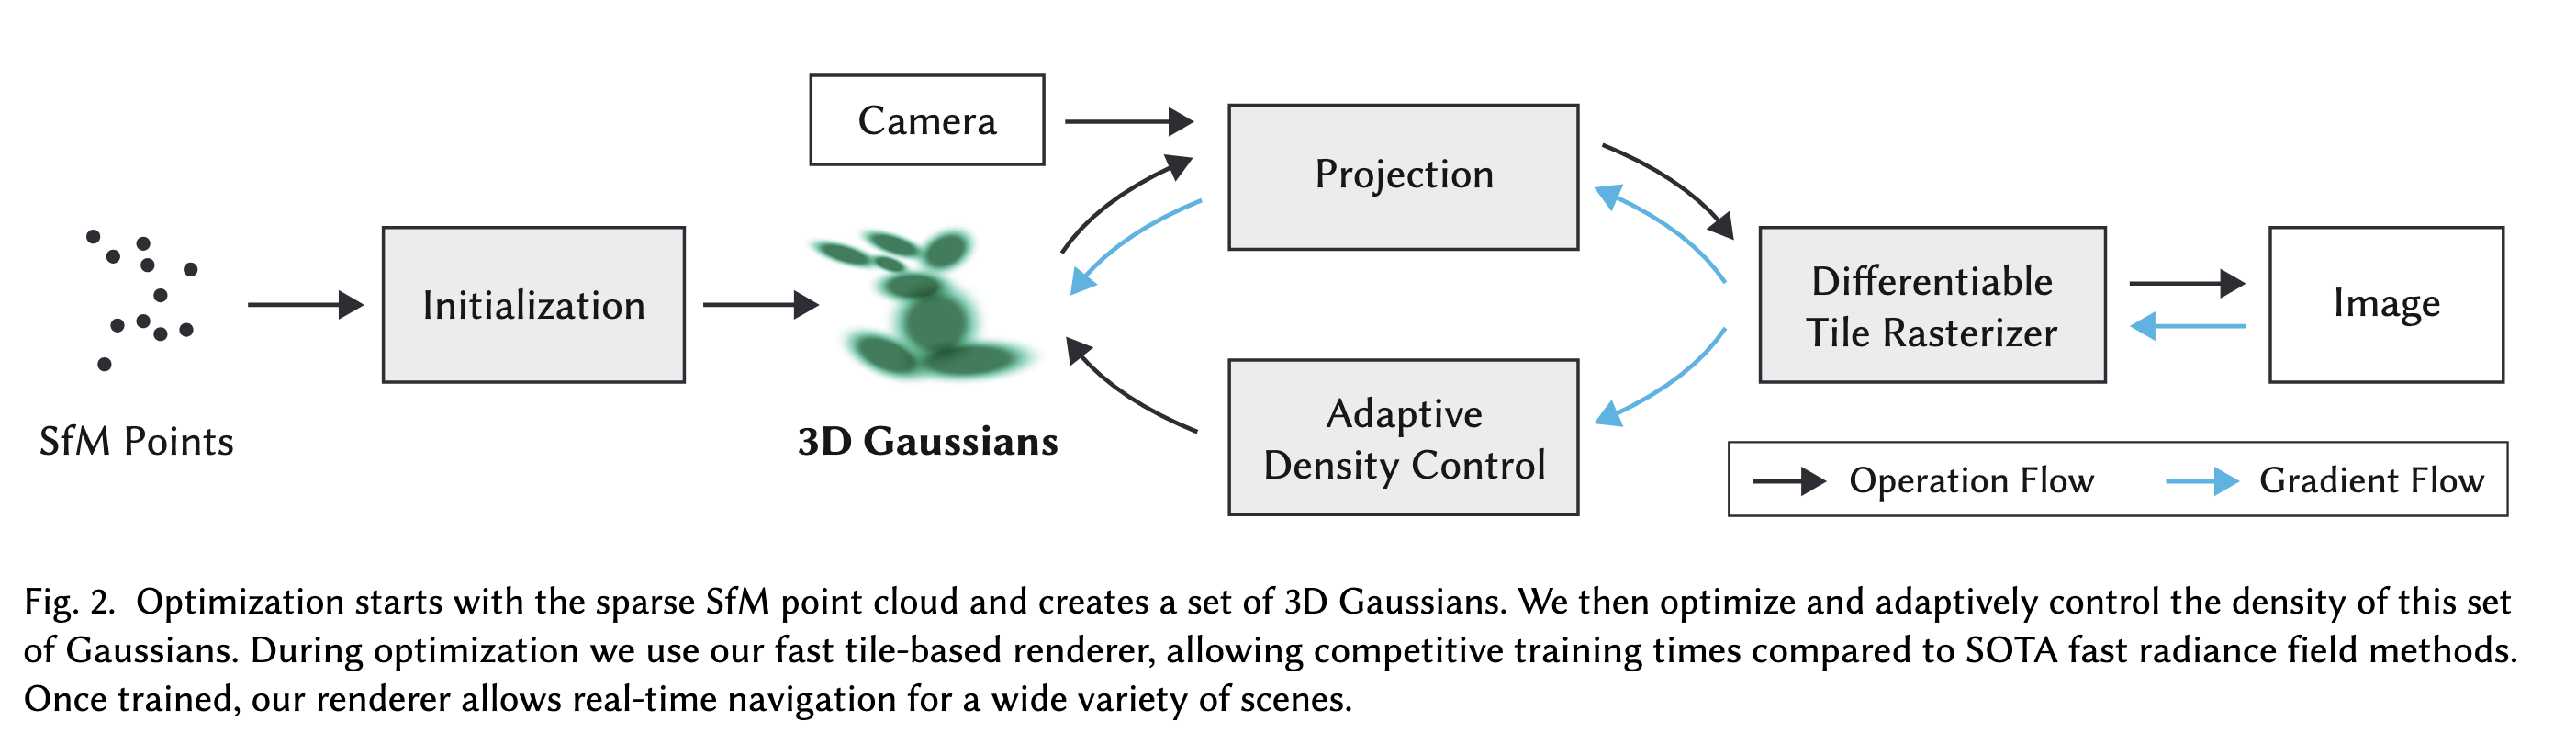 Camera
Projection
SfM Points
Initialization
3D Gaussians
Adaptive
Density Control
Differentiable
Tile Rasterizer
Image
Operation Flow
Gradient Flow
Fig. 2. Optimization starts with the sparse SfM point cloud and creates a set of 3D Gaussians. We then optimize and adaptively control the density of this set
of Gaussians. During optimization we use our fast tile-based renderer, allowing competitive training times compared to SOTA fast radiance field methods.
Once trained, our renderer allows real-time navigation for a wide variety of scenes.